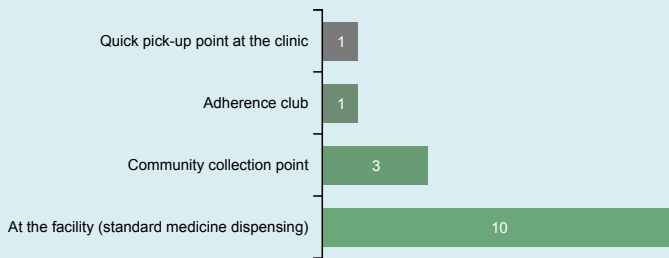 Quick pick-up point at the clinic 1
Adherence club 1
Community collection point 3
At the facility (standard medicine dispensing) 10